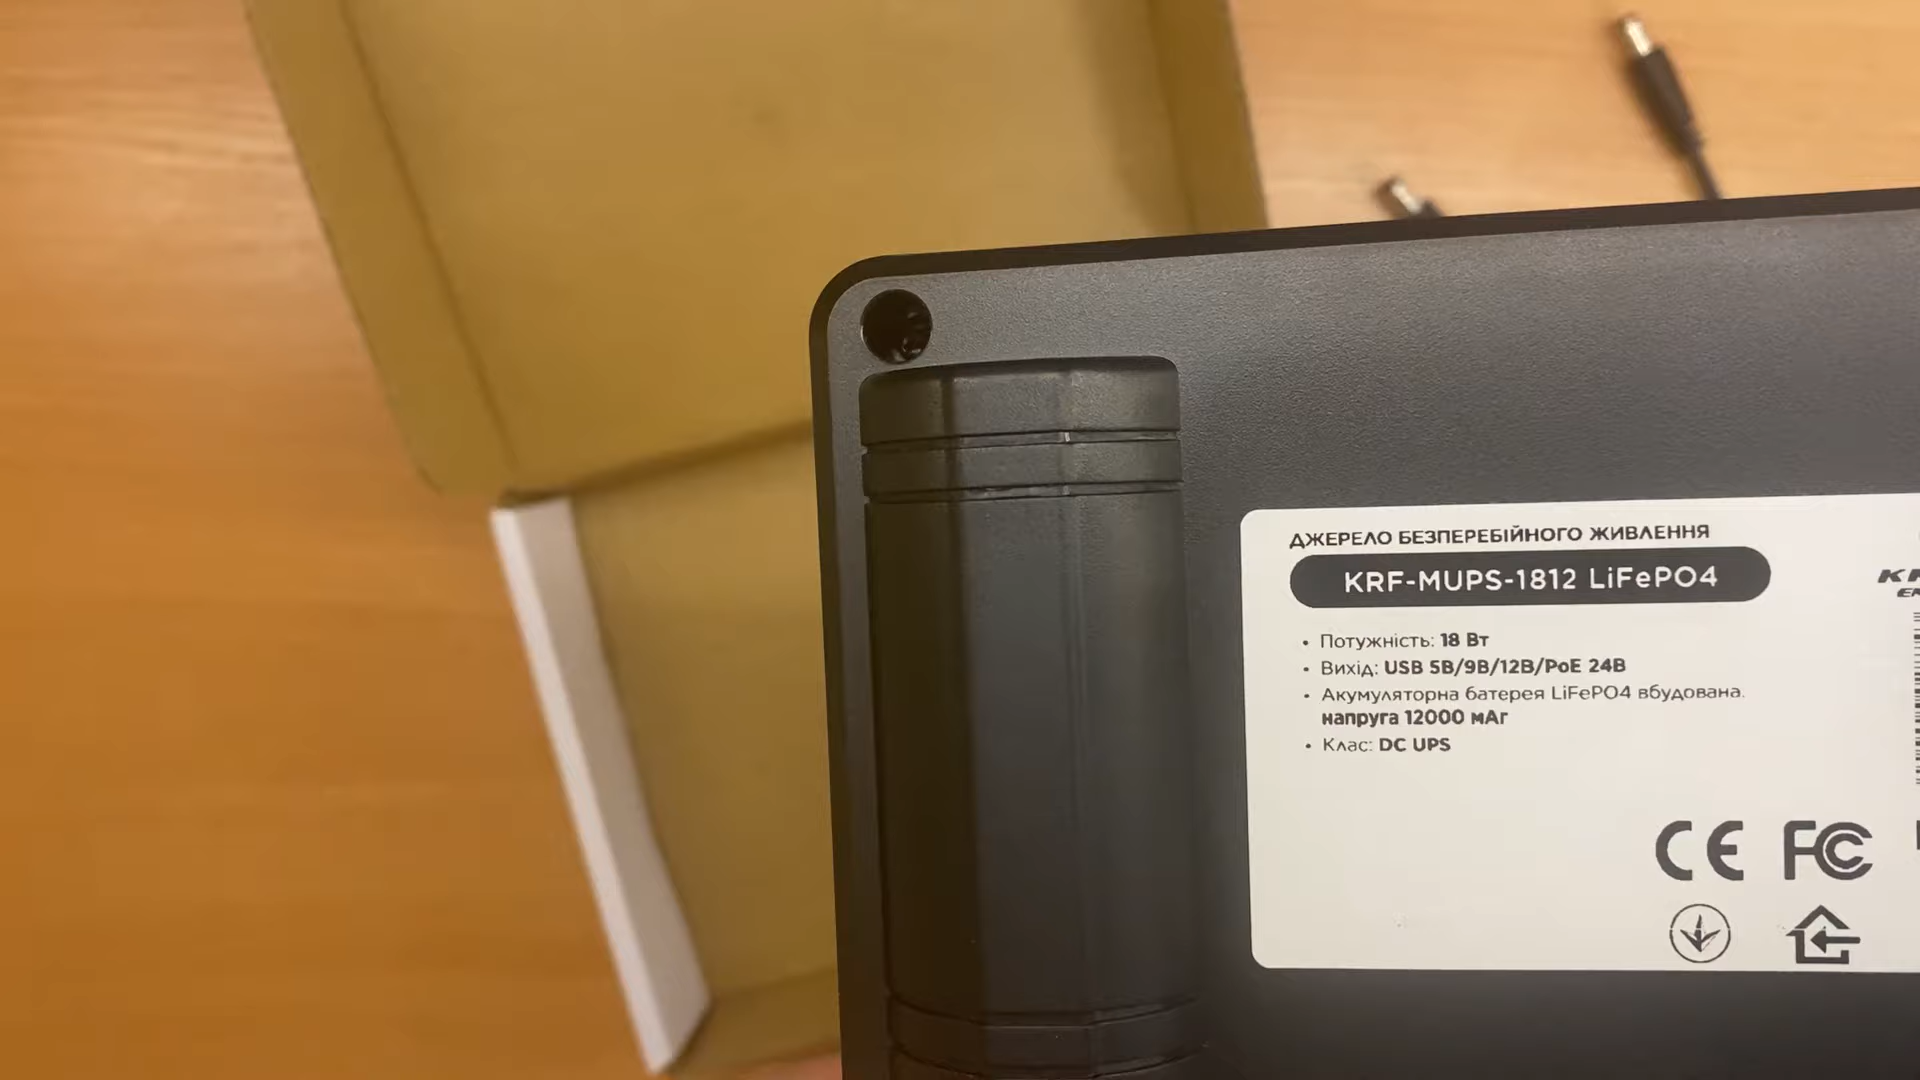 ДЖЕРЕЛО БЕЗПЕРЕБІЙНОГО ЖИВЛЕННЯ
KRF-MUPS-1812 LiFePO4
• Потужність: 18 Вт
• Вихід: USB 5В/9В/12В/PoE 24В
• Акумуляторна батерея LiFePO4 вбудована.
напруга 12000 мАг
• Клас: DC UPS
CE FC